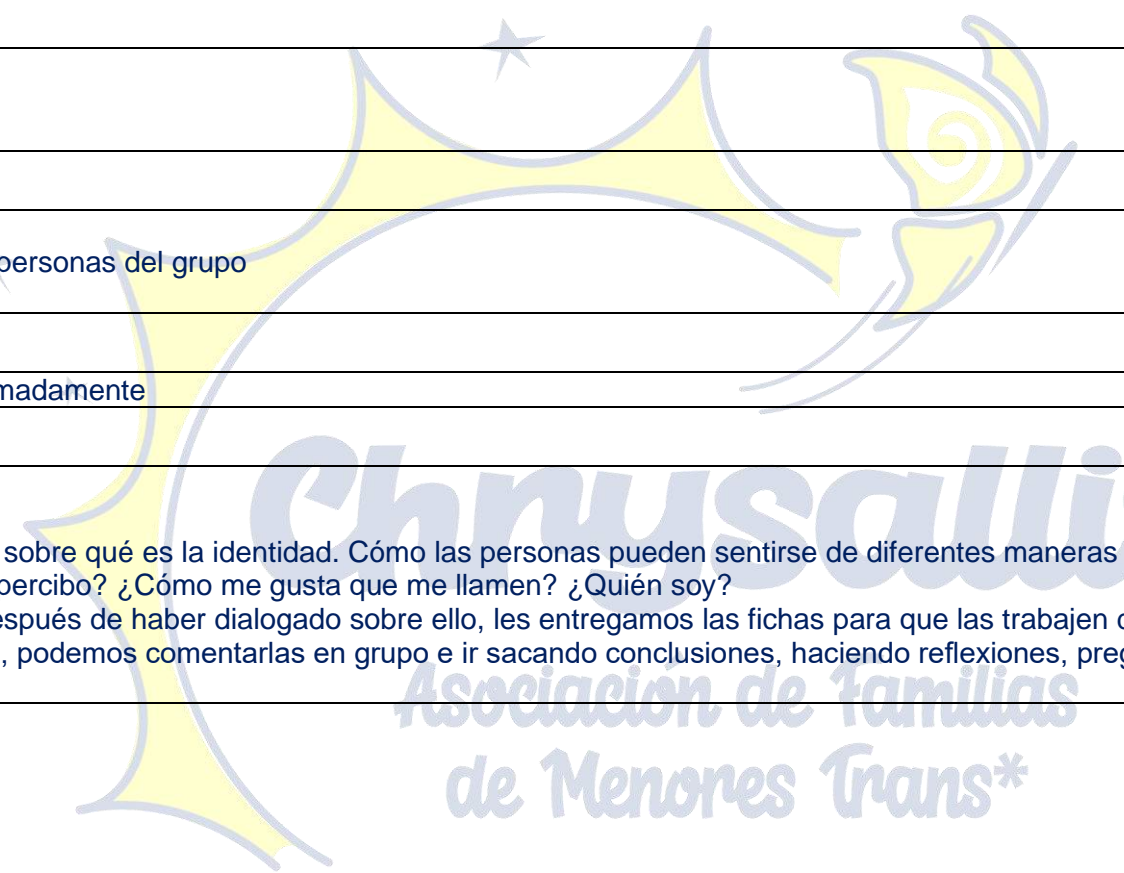 personas del grupo
madamente
Chrysalli
sobre qué es la identidad. Cómo las personas pueden sentirse de diferentes maneras
percibo? ¿Cómo me gusta que me llamen? ¿Quién soy?
espués de haber dialogado sobre ello, les entregamos las fichas para que las trabajen
, podemos comentarlas en grupo e ir sacando conclusiones, haciendo reflexiones, preg
Asociación de Familias
de Menores Trans*